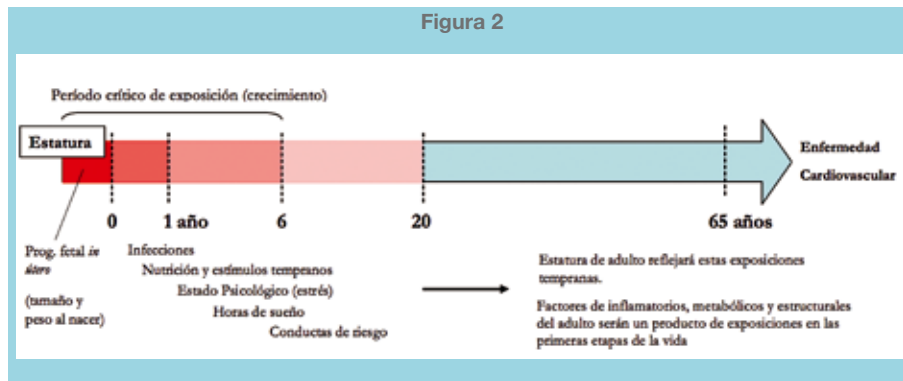 Figura 2
Período crítico de exposición (crecimiento)
Estatura
Enfermedad
Cardiovascular
0
1 año
6
20
65 años
Prog. fetal in
útero
(tamaño y
peso al nacer)
Infecciones
Nutrición y estímulos tempranos
Estado Psicológico (estrés)
Horas de sueño
Conductas de riesgo
Estatura de adulto reflejará estas exposiciones
tempranas.
Factores de inflamatorios, metabólicos y estructurales
del adulto serán un producto de exposiciones en las
primeras etapas de la vida